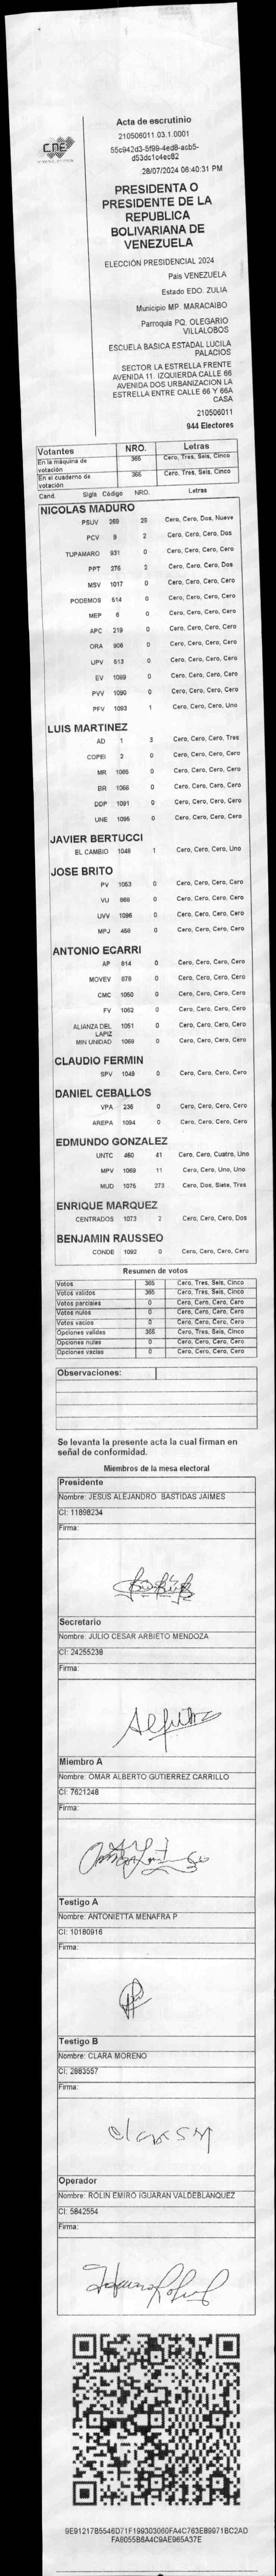 CNE
Acta de escrutinio
210506011.03.1.0001
55c942d3-5f99-4ed8-acb5-
d53dc1c4ec82
28/07/2024 06:40:31 PM
PRESIDENTA O
PRESIDENTE DE LA
REPUBLICA
BOLIVARIANA DE
VENEZUELA
ELECCIÓN PRESIDENCIAL 2024
Pais VENEZUELA
Estado EDO. ZULIA
Municipio MP. MARACAIBO
Parroquia PQ. OLEGARIO
VILLALOBOS
ESCUELA BASICA ESTADAL LUCILA
PALACIOS
SECTOR LA ESTRELLA FRENTE
AVENIDA 11. IZQUIERDA CALLE 66
AVENIDA DOS URBANIZACION LA
ESTRELLA ENTRE CALLE 66 Y 66A
CASA
210506011
944 Electores
Votantes NRO. Letras
En la máquina de votación 365 Cero, Tres, Seis, Cinco
En el cuaderno de votación 365 Cero, Tres, Seis, Cinco
Cand. Sigla Código NRO. Letras
NICOLAS MADURO
PSUV 269 29 Cero, Cero, Dos, Nueve
PCV 9 2 Cero, Cero, Cero, Dos
TUPAMARO 931 0 Cero, Cero, Cero, Cero
PPT 276 2 Cero, Cero, Cero, Dos
MSV 1017 0 Cero, Cero, Cero, Cero
PODEMOS 514 0 Cero, Cero, Cero, Cero
MEP 6 0 Cero, Cero, Cero, Cero
APC 219 0 Cero, Cero, Cero, Cero
ORA 906 0 Cero, Cero, Cero, Cero
UPV 513 0 Cero, Cero, Cero, Cero
EV 1089 0 Cero, Cero, Cero, Cero
PVV 1090 0 Cero, Cero, Cero, Cero
PFV 1093 1 Cero, Cero, Cero, Uno
LUIS MARTINEZ
AD 1 3 Cero, Cero, Cero, Tres
COPEI 2 0 Cero, Cero, Cero, Cero
MR 1065 0 Cero, Cero, Cero, Cero
BR 1066 0 Cero, Cero, Cero, Cero
DDP 1091 0 Cero, Cero, Cero, Cero
UNE 1095 0 Cero, Cero, Cero, Cero
JAVIER BERTUCCI
EL CAMBIO 1048 1 Cero, Cero, Cero, Uno
JOSE BRITO
PV 1053 0 Cero, Cero, Cero, Cero
VU 868 0 Cero, Cero, Cero, Cero
UVV 1096 0 Cero, Cero, Cero, Cero
MPJ 458 0 Cero, Cero, Cero, Cero
ANTONIO ECARRI
AP 814 0 Cero, Cero, Cero, Cero
MOVEV 878 0 Cero, Cero, Cero, Cero
CMC 1050 0 Cero, Cero, Cero, Cero
FV 1062 0 Cero, Cero, Cero, Cero
ALIANZA DEL LAPIZ 1051 0 Cero, Cero, Cero, Cero
MIN UNIDAD 1069 0 Cero, Cero, Cero, Cero
CLAUDIO FERMIN
SPV 1049 0 Cero, Cero, Cero, Cero
DANIEL CEBALLOS
VPA 236 0 Cero, Cero, Cero, Cero
AREPA 1094 0 Cero, Cero, Cero, Cero
EDMUNDO GONZALEZ
UNTC 460 41 Cero, Cero, Cuatro, Uno
MPV 1069 11 Cero, Cero, Uno, Uno
MUD 1075 273 Cero, Dos, Siete, Tres
ENRIQUE MARQUEZ
CENTRADOS 1073 2 Cero, Cero, Cero, Dos
BENJAMIN RAUSSEO
CONDE 1092 0 Cero, Cero, Cero, Cero
Resumen de votos
Votos 365 Cero, Tres, Seis, Cinco
Votos validos 365 Cero, Tres, Seis, Cinco
Votos parciales 0 Cero, Cero, Cero, Cero
Votos nulos 0 Cero, Cero, Cero, Cero
Votos vacios 0 Cero, Cero, Cero, Cero
Opciones validas 365 Cero, Tres, Seis, Cinco
Opciones nulas 0 Cero, Cero, Cero, Cero
Opciones vacias 0 Cero, Cero, Cero, Cero
Observaciones:
Se levanta la presente acta la cual firman en
señal de conformidad.
Miembros de la mesa electoral
Presidente
Nombre: JESUS ALEJANDRO BASTIDAS JAIMES
CI: 11898234
Firma:
Secretario
Nombre: JULIO CESAR ARBIETO MENDOZA
CI: 24255238
Firma:
Miembro A
Nombre: OMAR ALBERTO GUTIERREZ CARRILLO
CI: 7621248
Firma:
Testigo A
Nombre: ANTONIETTA MENAFRA P
CI: 10180916
Firma:
Testigo B
Nombre: CLARA MORENO
CI: 2883557
Firma:
Operador
Nombre: ROLIN EMIRO IGUARAN VALDEBLANQUEZ
CI: 5842554
Firma:
9E91217B5546D71F199303060FA4C763EB9971BC2AD
FA8055B6A4C9AE965A37E